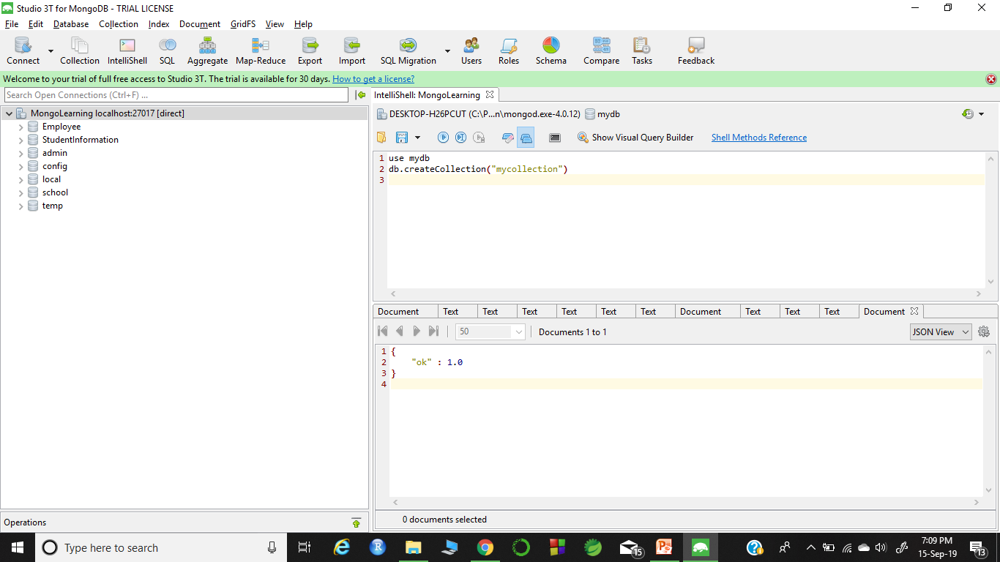 Studio 3T for MongoDB - TRIAL LICENSE
File Edit Database Collection Index Document GridFS View Help
Connect Collection IntelliShell SQL Aggregate Map-Reduce Export Import SQL Migration Users Roles Schema Compare Tasks Feedback
Welcome to your trial of full free access to Studio 3T. The trial is available for 30 days. How to get a license?
Search Open Connections (Ctrl+F) ...
MongoLearning localhost:27017 [direct]
Employee
StudentInformation
admin
config
local
school
temp
Operations
IntelliShell: MongoLearning
DESKTOP-H26PCUT (C:\P...n\mongod.exe-4.0.12) mydb
Show Visual Query Builder Shell Methods Reference
1 use mydb
2 db.createCollection("mycollection")
3
Document Text Text Text Text Text Text Document Text Text Text Document
50 Documents 1 to 1 JSON View
1 {
2 "ok" : 1.0
3 }
4
0 documents selected
Type here to search
R
15
7:09 PM
15-Sep-19
13